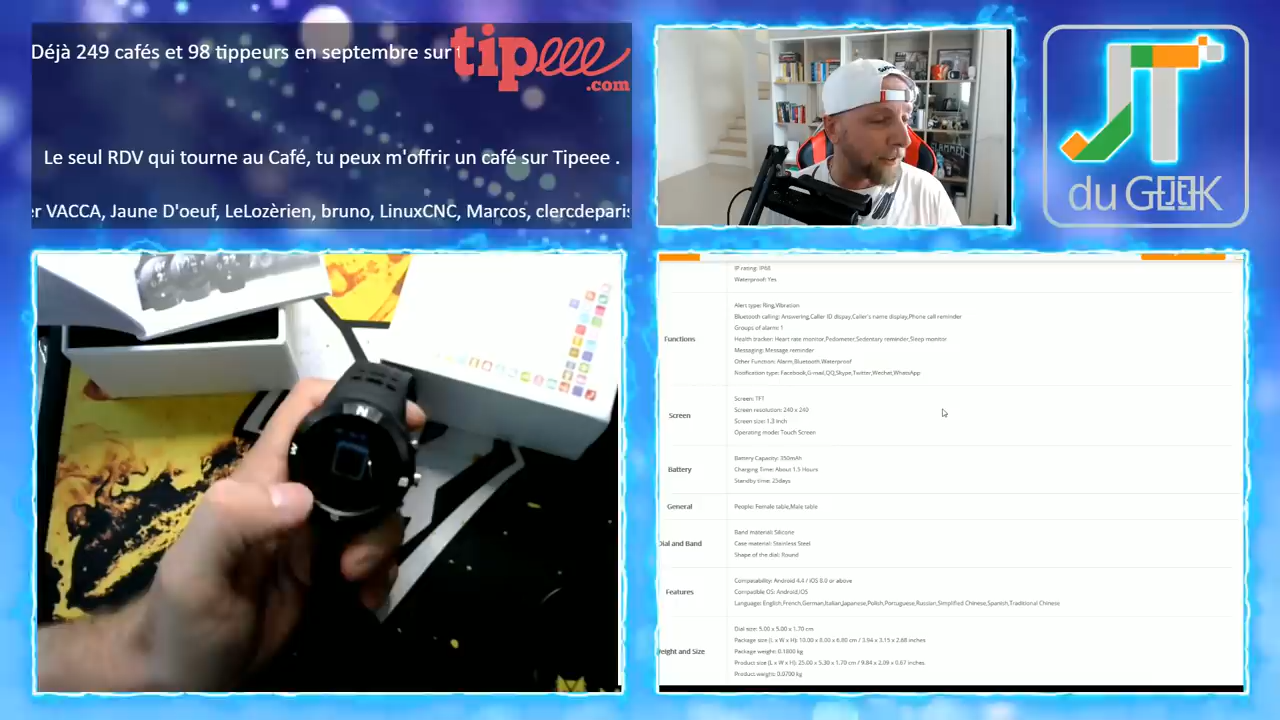 Déjà 249 cafés et 98 tippeurs en septembre sur
tipeee
.com
Le seul RDV qui tourne au Café, tu peux m'offrir un café sur Tipeee .
er VACCA, Jaune D'oeuf, LeLozèrien, bruno, LinuxCNC, Marcos, clercdeparis
JT
du GEEK
N
IP rating: IP68
Waterproof: Yes
Functions
Alert type: Ring,Vibration
Bluetooth calling: Answering,Caller ID dispay,Caller's name display,Phone call reminder
Groups of alarm: 1
Health tracker: Heart rate monitor,Pedometer,Sedentary reminder,Sleep monitor
Messaging: Message reminder
Other Function: Alarm,Bluetooth,Waterproof
Notification type: Facebook,G-mail,QQ,Skype,Twitter,Wechat,WhatsApp
Screen
Screen: TFT
Screen resolution: 240 x 240
Screen size: 1.3 inch
Operating mode: Touch Screen
Battery
Battery Capacity: 350mAh
Charging Time: About 1.5 Hours
Standby time: 25days
General
People: Female table,Male table
Dial and Band
Band material: Silicone
Case material: Stainless Steel
Shape of the dial: Round
Features
Compatability: Android 4.4 / iOS 8.0 or above
Compatible OS: Android,IOS
Language: English,French,German,Italian,Japanese,Polish,Portuguese,Russian,Simplified Chinese,Spanish,Traditional Chinese
Weight and Size
Dial size: 5.00 x 5.00 x 1.70 cm
Package size (L x W x H): 10.00 x 8.00 x 6.80 cm / 3.94 x 3.15 x 2.68 inches
Package weight: 0.1800 kg
Product size (L x W x H): 25.00 x 5.30 x 1.70 cm / 9.84 x 2.09 x 0.67 inches
Product weight: 0.0700 kg